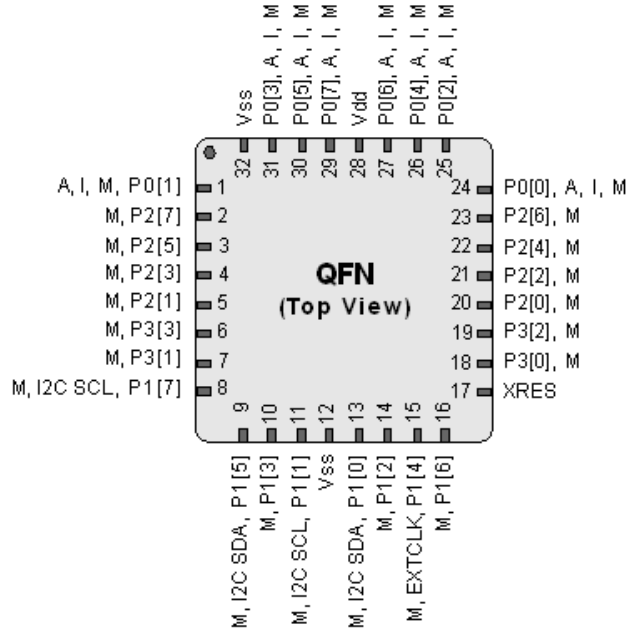 P0[3], A, I, M
P0[5], A, I, M
P0[7], A, I, M
P0[6], A, I, M
P0[4], A, I, M
P0[2], A, I, M
Vss
Vdd
32
31
30
29
28
27
26
25
A, I, M, P0[1]
1
24
P0[0], A, I, M
M, P2[7]
2
23
P2[6], M
M, P2[5]
3
22
P2[4], M
M, P2[3]
4
QFN
21
P2[2], M
M, P2[1]
5
(Top View)
20
P2[0], M
M, P3[3]
6
19
P3[2], M
M, P3[1]
7
18
P3[0], M
M, I2C SCL, P1[7]
8
17
XRES
9
10
11
12
13
14
15
16
M, I2C SDA, P1[5]
M, P1[3]
M, I2C SCL, P1[1]
Vss
M, I2C SDA, P1[0]
M, P1[2]
M, EXTCLK, P1[4]
M, P1[6]